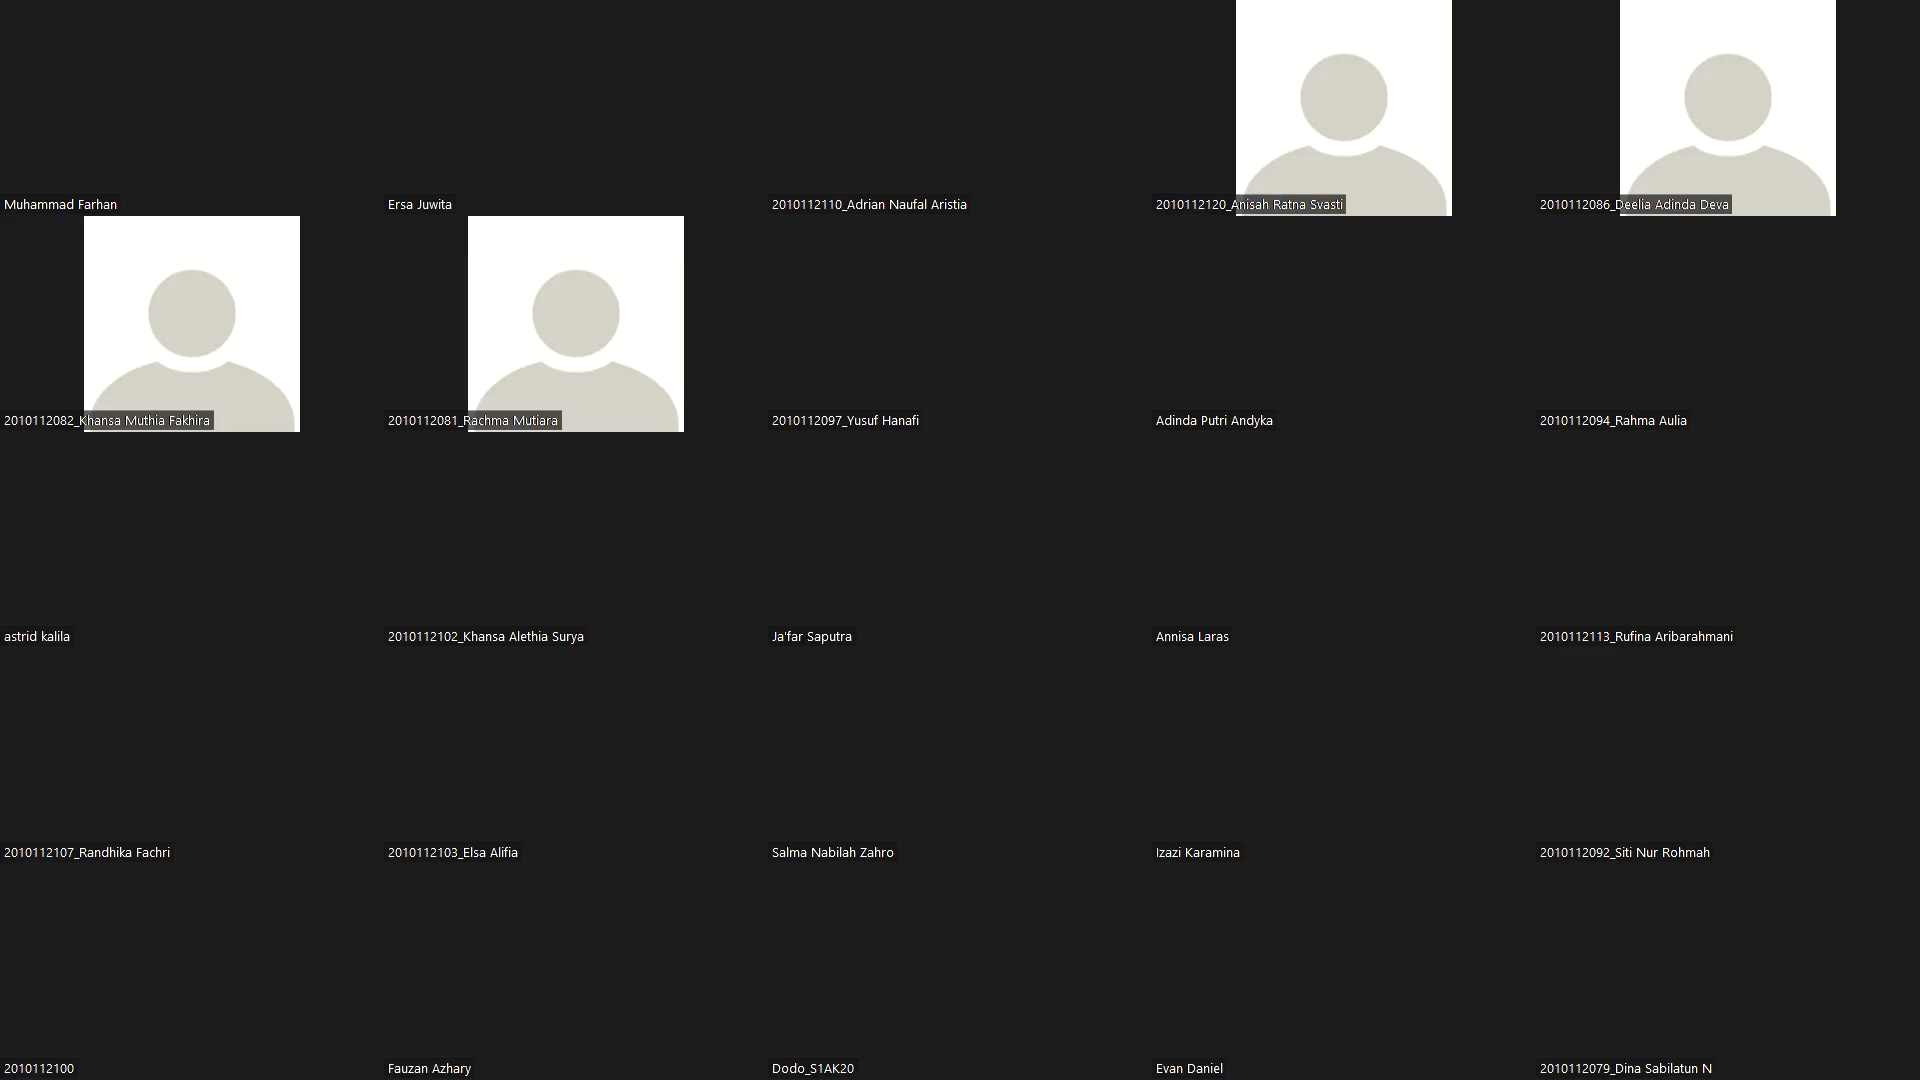 Muhammad Farhan
Ersa Juwita
2010112110_Adrian Naufal Aristia
2010112120_Anisah Ratna Svasti
2010112086_Deelia Adinda Deva
2010112082_Khansa Muthia Fakhira
2010112081_Rachma Mutiara
2010112097_Yusuf Hanafi
Adinda Putri Andyka
2010112094_Rahma Aulia
astrid kalila
2010112102_Khansa Alethia Surya
Ja'far Saputra
Annisa Laras
2010112113_Rufina Aribarahmani
2010112107_Randhika Fachri
2010112103_Elsa Alifia
Salma Nabilah Zahro
Izazi Karamina
2010112092_Siti Nur Rohmah
2010112100
Fauzan Azhary
Dodo_S1AK20
Evan Daniel
2010112079_Dina Sabilatun N